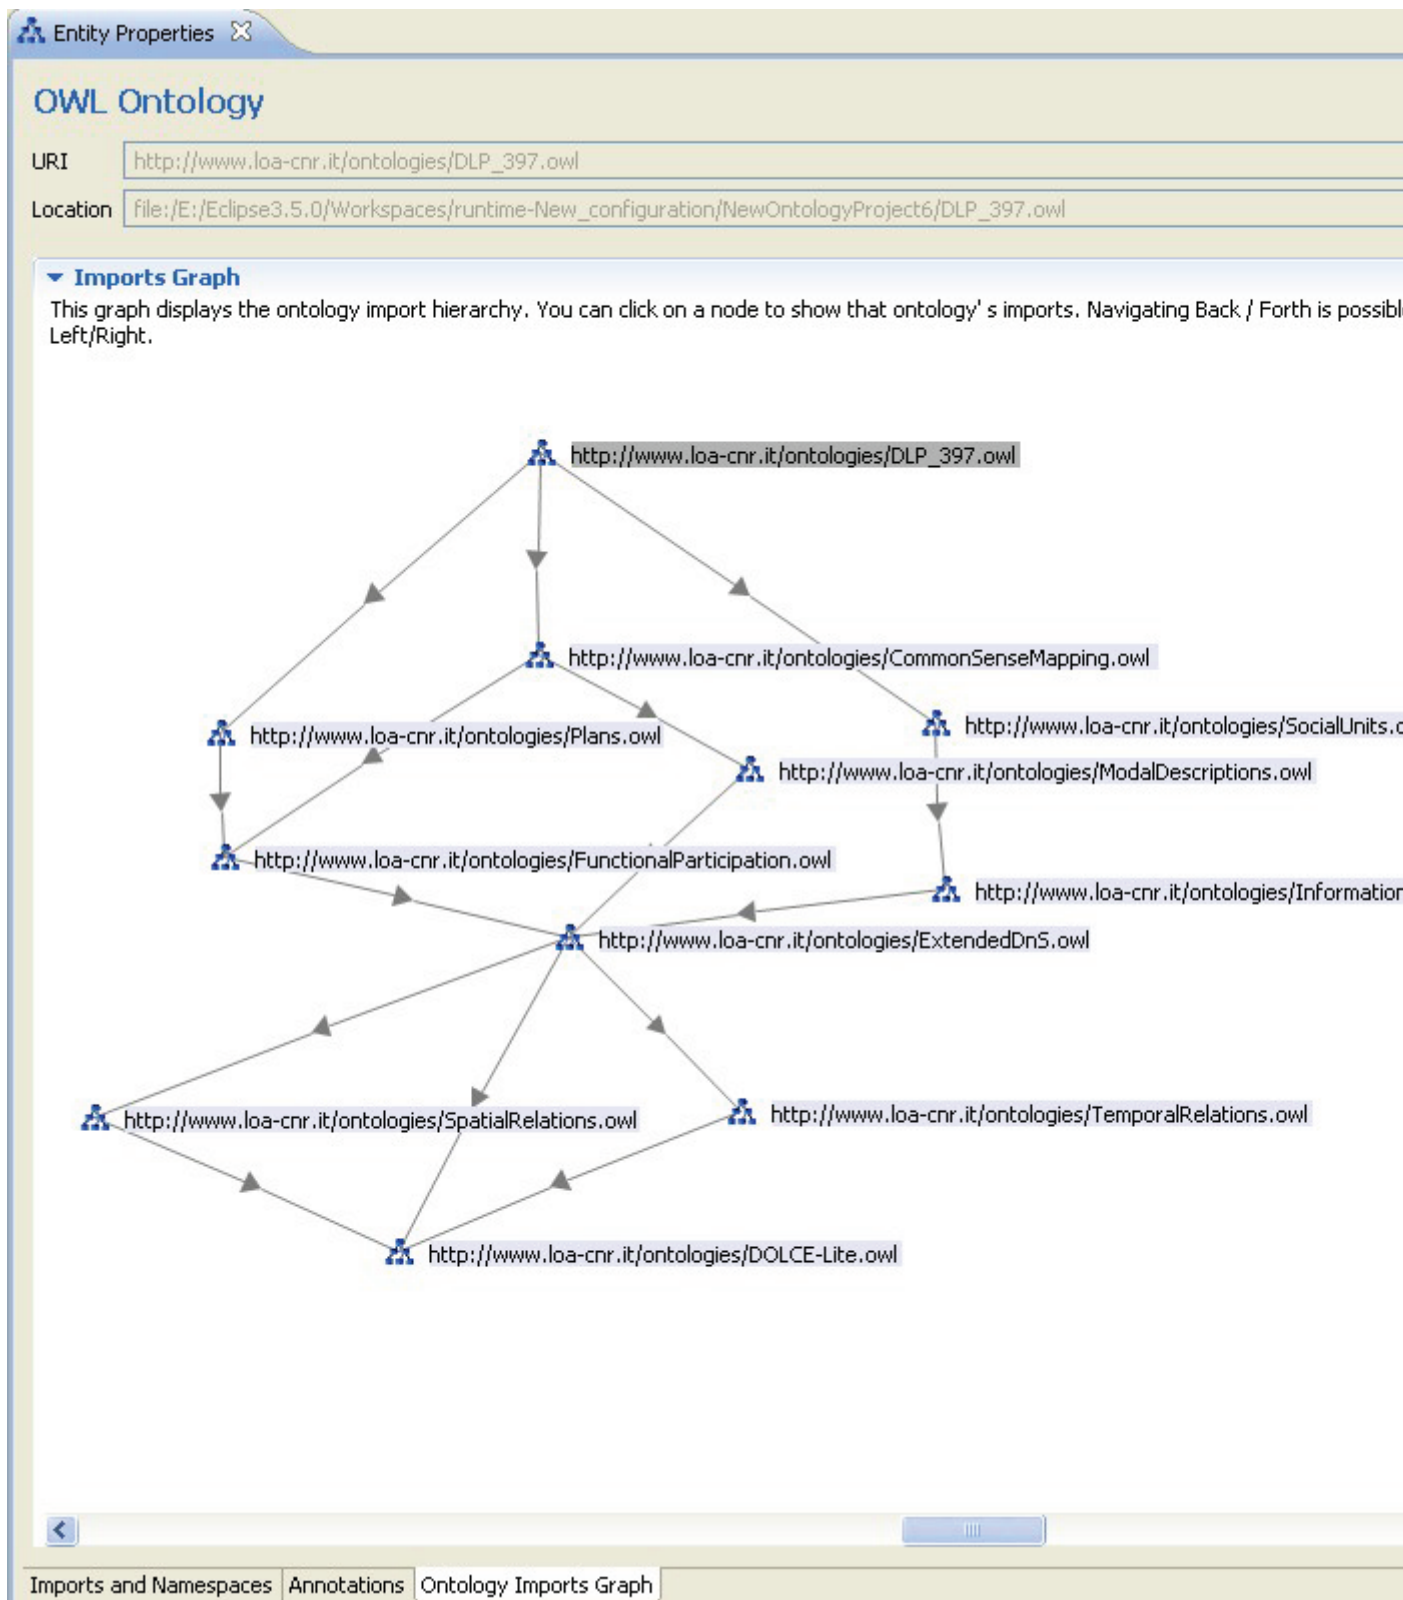 Entity Properties
OWL Ontology
URI http://www.loa-cnr.it/ontologies/DLP_397.owl
Location file:/E:/Eclipse3.5.0/Workspaces/runtime-New_configuration/NewOntologyProject6/DLP_397.owl
Imports Graph
This graph displays the ontology import hierarchy. You can click on a node to show that ontology' s imports. Navigating Back / Forth is possibl
Left/Right.
http://www.loa-cnr.it/ontologies/DLP_397.owl
http://www.loa-cnr.it/ontologies/CommonSenseMapping.owl
http://www.loa-cnr.it/ontologies/SocialUnits.o
http://www.loa-cnr.it/ontologies/Plans.owl
http://www.loa-cnr.it/ontologies/ModalDescriptions.owl
http://www.loa-cnr.it/ontologies/FunctionalParticipation.owl
http://www.loa-cnr.it/ontologies/Information
http://www.loa-cnr.it/ontologies/ExtendedDnS.owl
http://www.loa-cnr.it/ontologies/SpatialRelations.owl
http://www.loa-cnr.it/ontologies/TemporalRelations.owl
http://www.loa-cnr.it/ontologies/DOLCE-Lite.owl
Imports and Namespaces Annotations Ontology Imports Graph